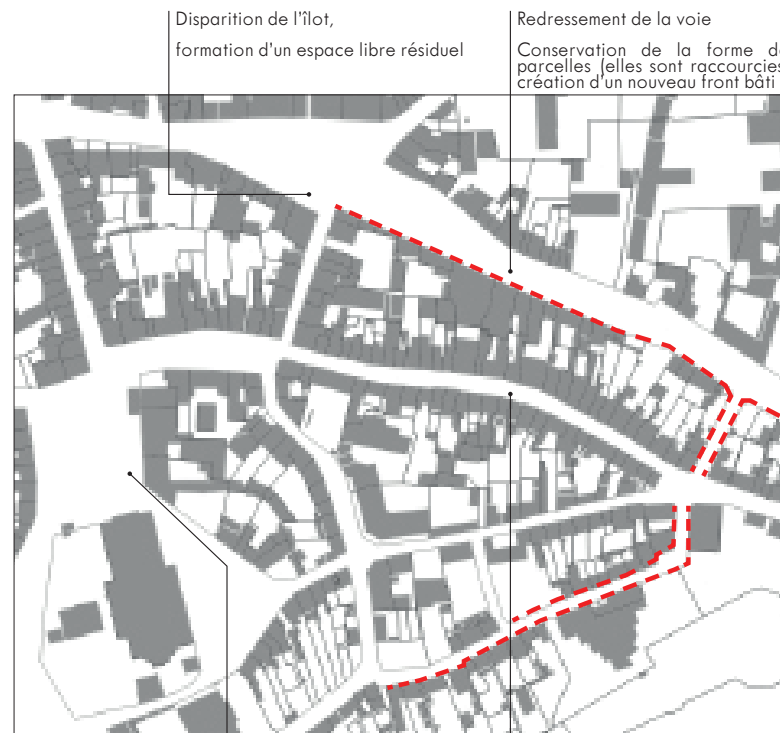 Disparition de l'îlot,
formation d'un espace libre résiduel
Redressement de la voie
Conservation de la forme de
parcelles (elles sont raccourcies
création d'un nouveau front bâti